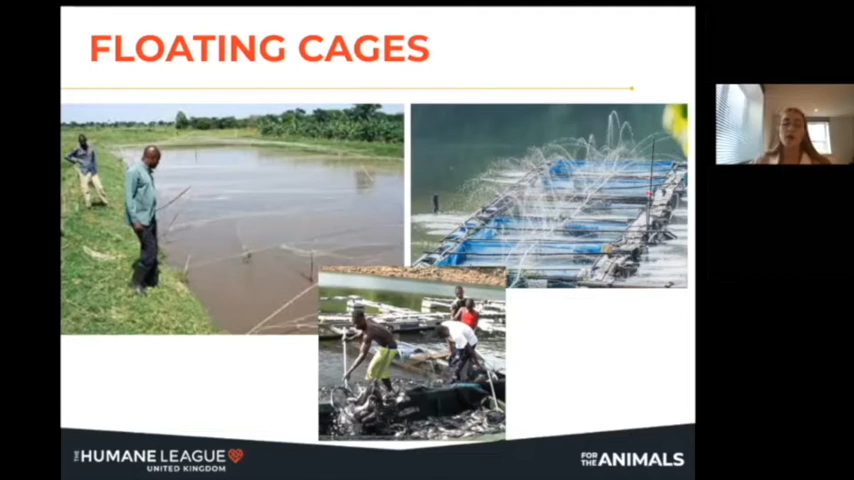 FLOATING CAGES
THE HUMANE LEAGUE
UNITED KINGDOM
FOR THE ANIMALS